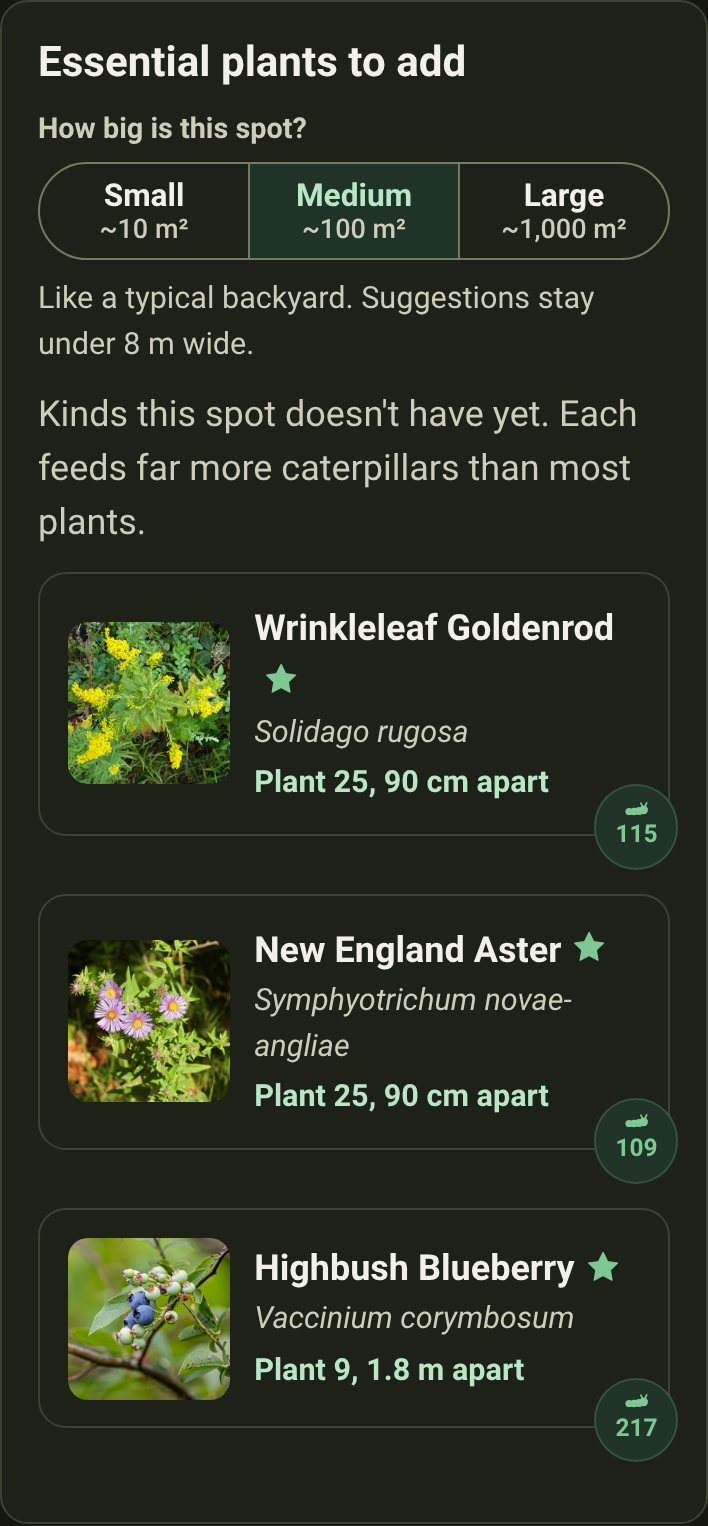 Essential plants to add
How big is this spot?
Small
~10 m²
Medium
~100 m²
Large
~1,000 m²
Like a typical backyard. Suggestions stay
under 8 m wide.
Kinds this spot doesn't have yet. Each
feeds far more caterpillars than most
plants.
Wrinkleleaf Goldenrod
Solidago rugosa
Plant 25, 90 cm apart
115
New England Aster
Symphyotrichum novae-
angliae
Plant 25, 90 cm apart
109
Highbush Blueberry
Vaccinium corymbosum
Plant 9, 1.8 m apart
217